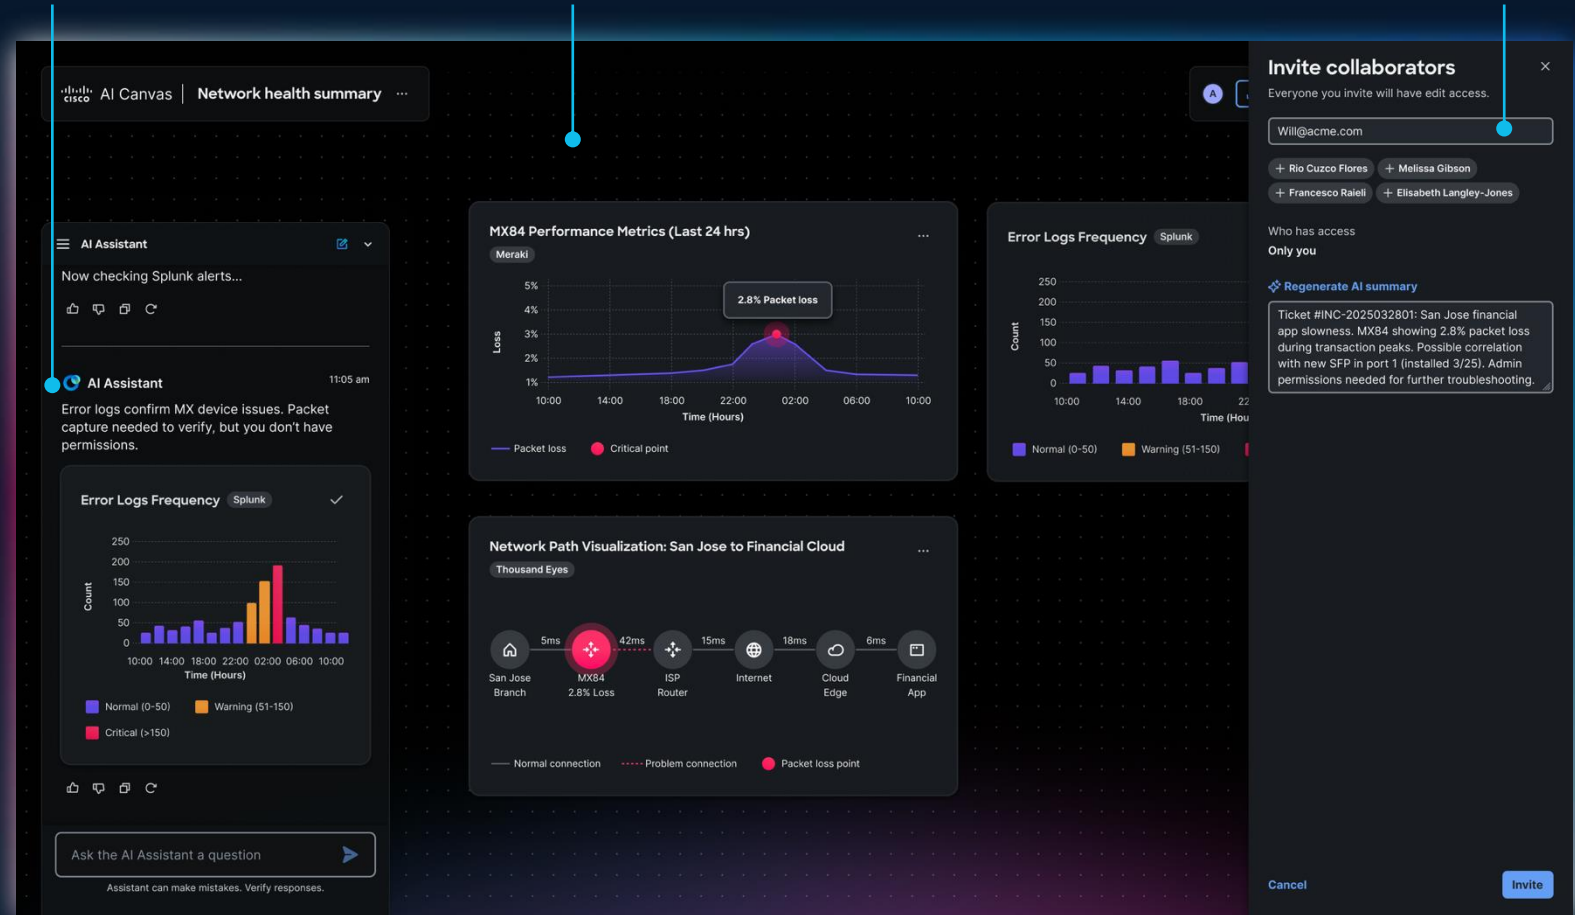 CISCO AI Canvas | Network health summary ...
A
AI Assistant
Now checking Splunk alerts...
AI Assistant 11:05 am
Error logs confirm MX device issues. Packet
capture needed to verify, but you don't have
permissions.
Error Logs Frequency Splunk
250
200
150
100
50
0
Count
10:00 14:00 18:00 22:00 02:00 06:00 10:00
Time (Hours)
Normal (0-50) Warning (51-150)
Critical (>150)
Ask the AI Assistant a question
Assistant can make mistakes. Verify responses.
MX84 Performance Metrics (Last 24 hrs) ...
Meraki
5%
4%
3%
2%
1%
Loss
2.8% Packet loss
10:00 14:00 18:00 22:00 02:00 06:00 10:00
Time (Hours)
Packet loss Critical point
Network Path Visualization: San Jose to Financial Cloud ...
Thousand Eyes
5ms 42ms 15ms 18ms 6ms
San Jose MX84 ISP Internet Cloud Financial
Branch 2.8% Loss Router Edge App
Normal connection Problem connection Packet loss point
Error Logs Frequency Splunk
250
200
150
100
50
0
Count
10:00 14:00 18:00 22
Time (Hou
Normal (0-50) Warning (51-150)
Invite collaborators
Everyone you invite will have edit access.
Will@acme.com
+ Rio Cuzco Flores + Melissa Gibson
+ Francesco Raieli + Elisabeth Langley-Jones
Who has access
Only you
Regenerate AI summary
Ticket #INC-2025032801: San Jose financial
app slowness. MX84 showing 2.8% packet loss
during transaction peaks. Possible correlation
with new SFP in port 1 (installed 3/25). Admin
permissions needed for further troubleshooting.
Cancel Invite